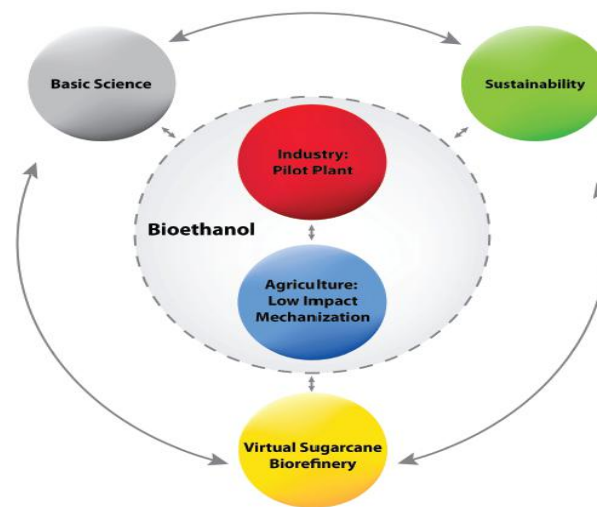 Basic Science
Sustainability
Industry:
Pilot Plant
Bioethanol
Agriculture:
Low Impact
Mechanization
Virtual Sugarcane
Biorefinery